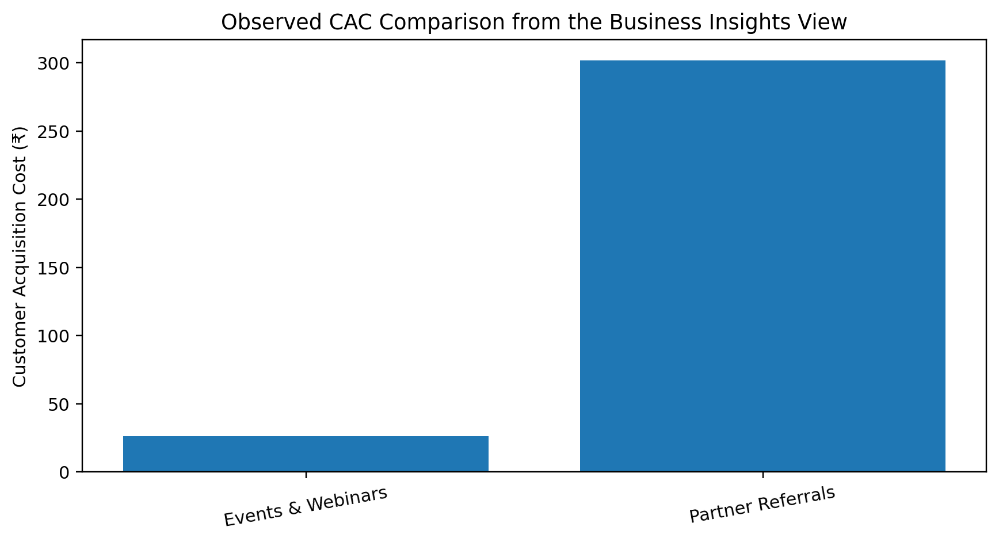 Observed CAC Comparison from the Business Insights View
Customer Acquisition Cost (₹)
300
250
200
150
100
50
0
Events & Webinars
Partner Referrals